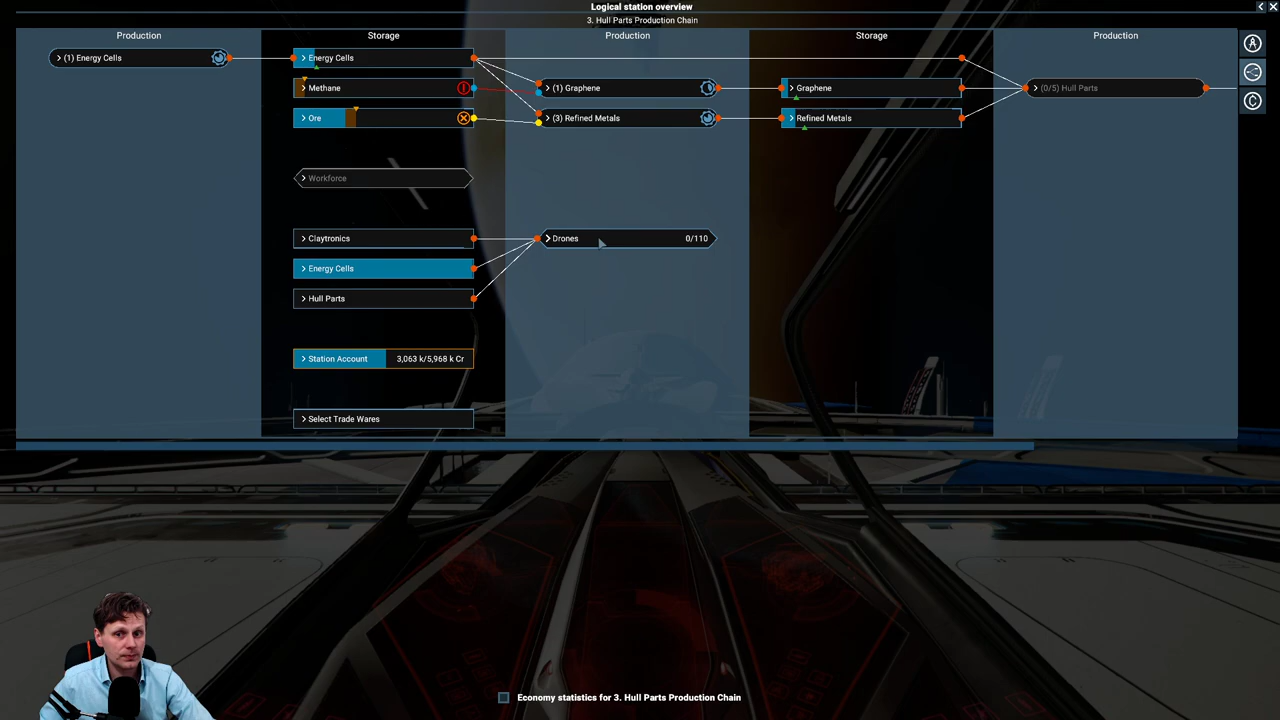 Logical station overview
3. Hull Parts Production Chain
Production
Storage
Production
Storage
Production
(1) Energy Cells
Energy Cells
Methane
(1) Graphene
Graphene
(0/5) Hull Parts
Ore
(3) Refined Metals
Refined Metals
Workforce
Claytronics
Drones 0/110
Energy Cells
Hull Parts
Station Account 3,063 k/5,968 k Cr
Select Trade Wares
Economy statistics for 3. Hull Parts Production Chain